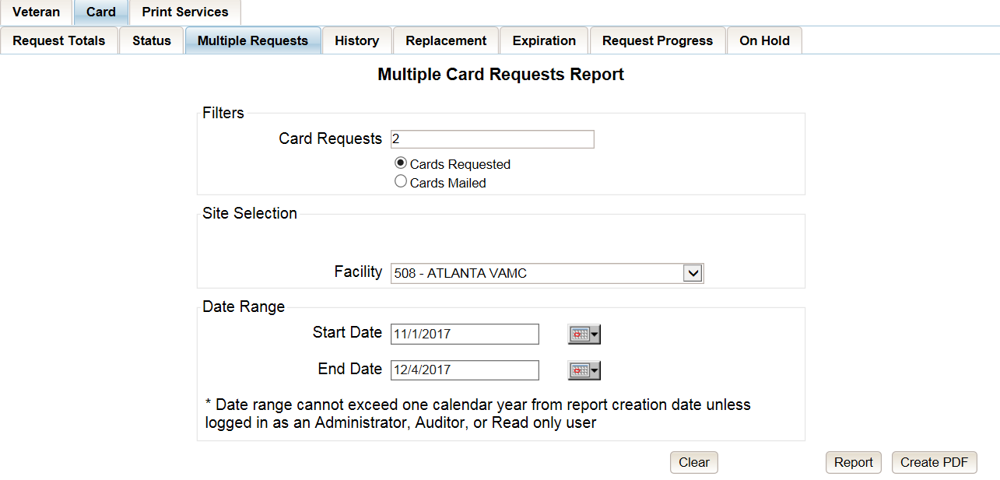 Veteran Card Print Services
Request Totals Status Multiple Requests History Replacement Expiration Request Progress On Hold
Multiple Card Requests Report
Filters
Card Requests 2
Cards Requested
Cards Mailed
Site Selection
Facility 508 - ATLANTA VAMC
Date Range
Start Date 11/1/2017
End Date 12/4/2017
* Date range cannot exceed one calendar year from report creation date unless
logged in as an Administrator, Auditor, or Read only user
Clear Report Create PDF